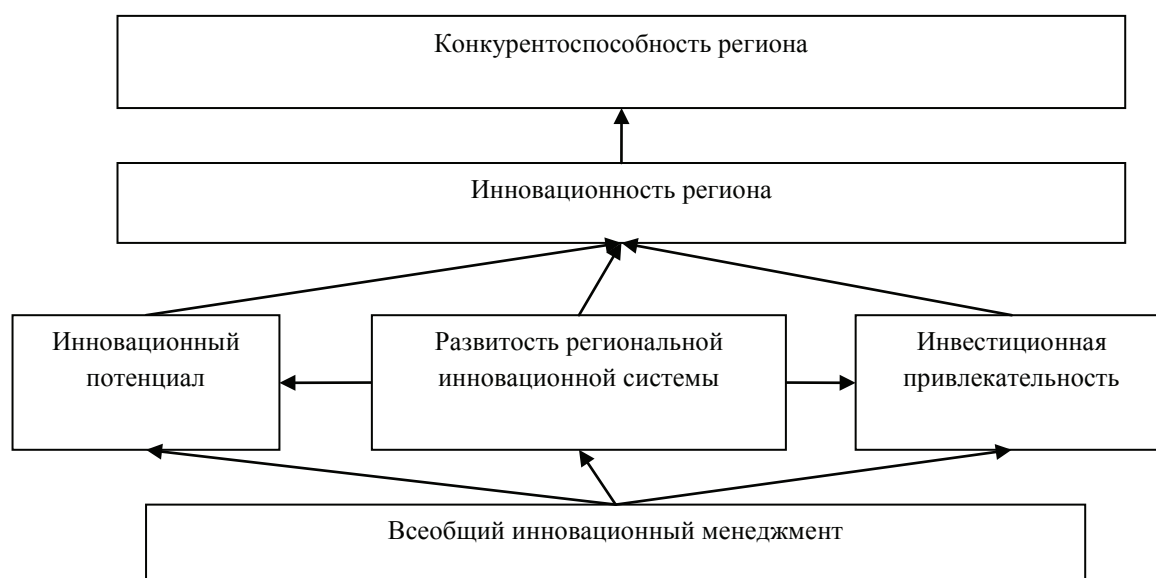 Конкурентоспособность региона
Инновационность региона
Инновационный
потенциал
Развитость региональной
инновационной системы
Инвестиционная
привлекательность
Всеобщий инновационный менеджмент